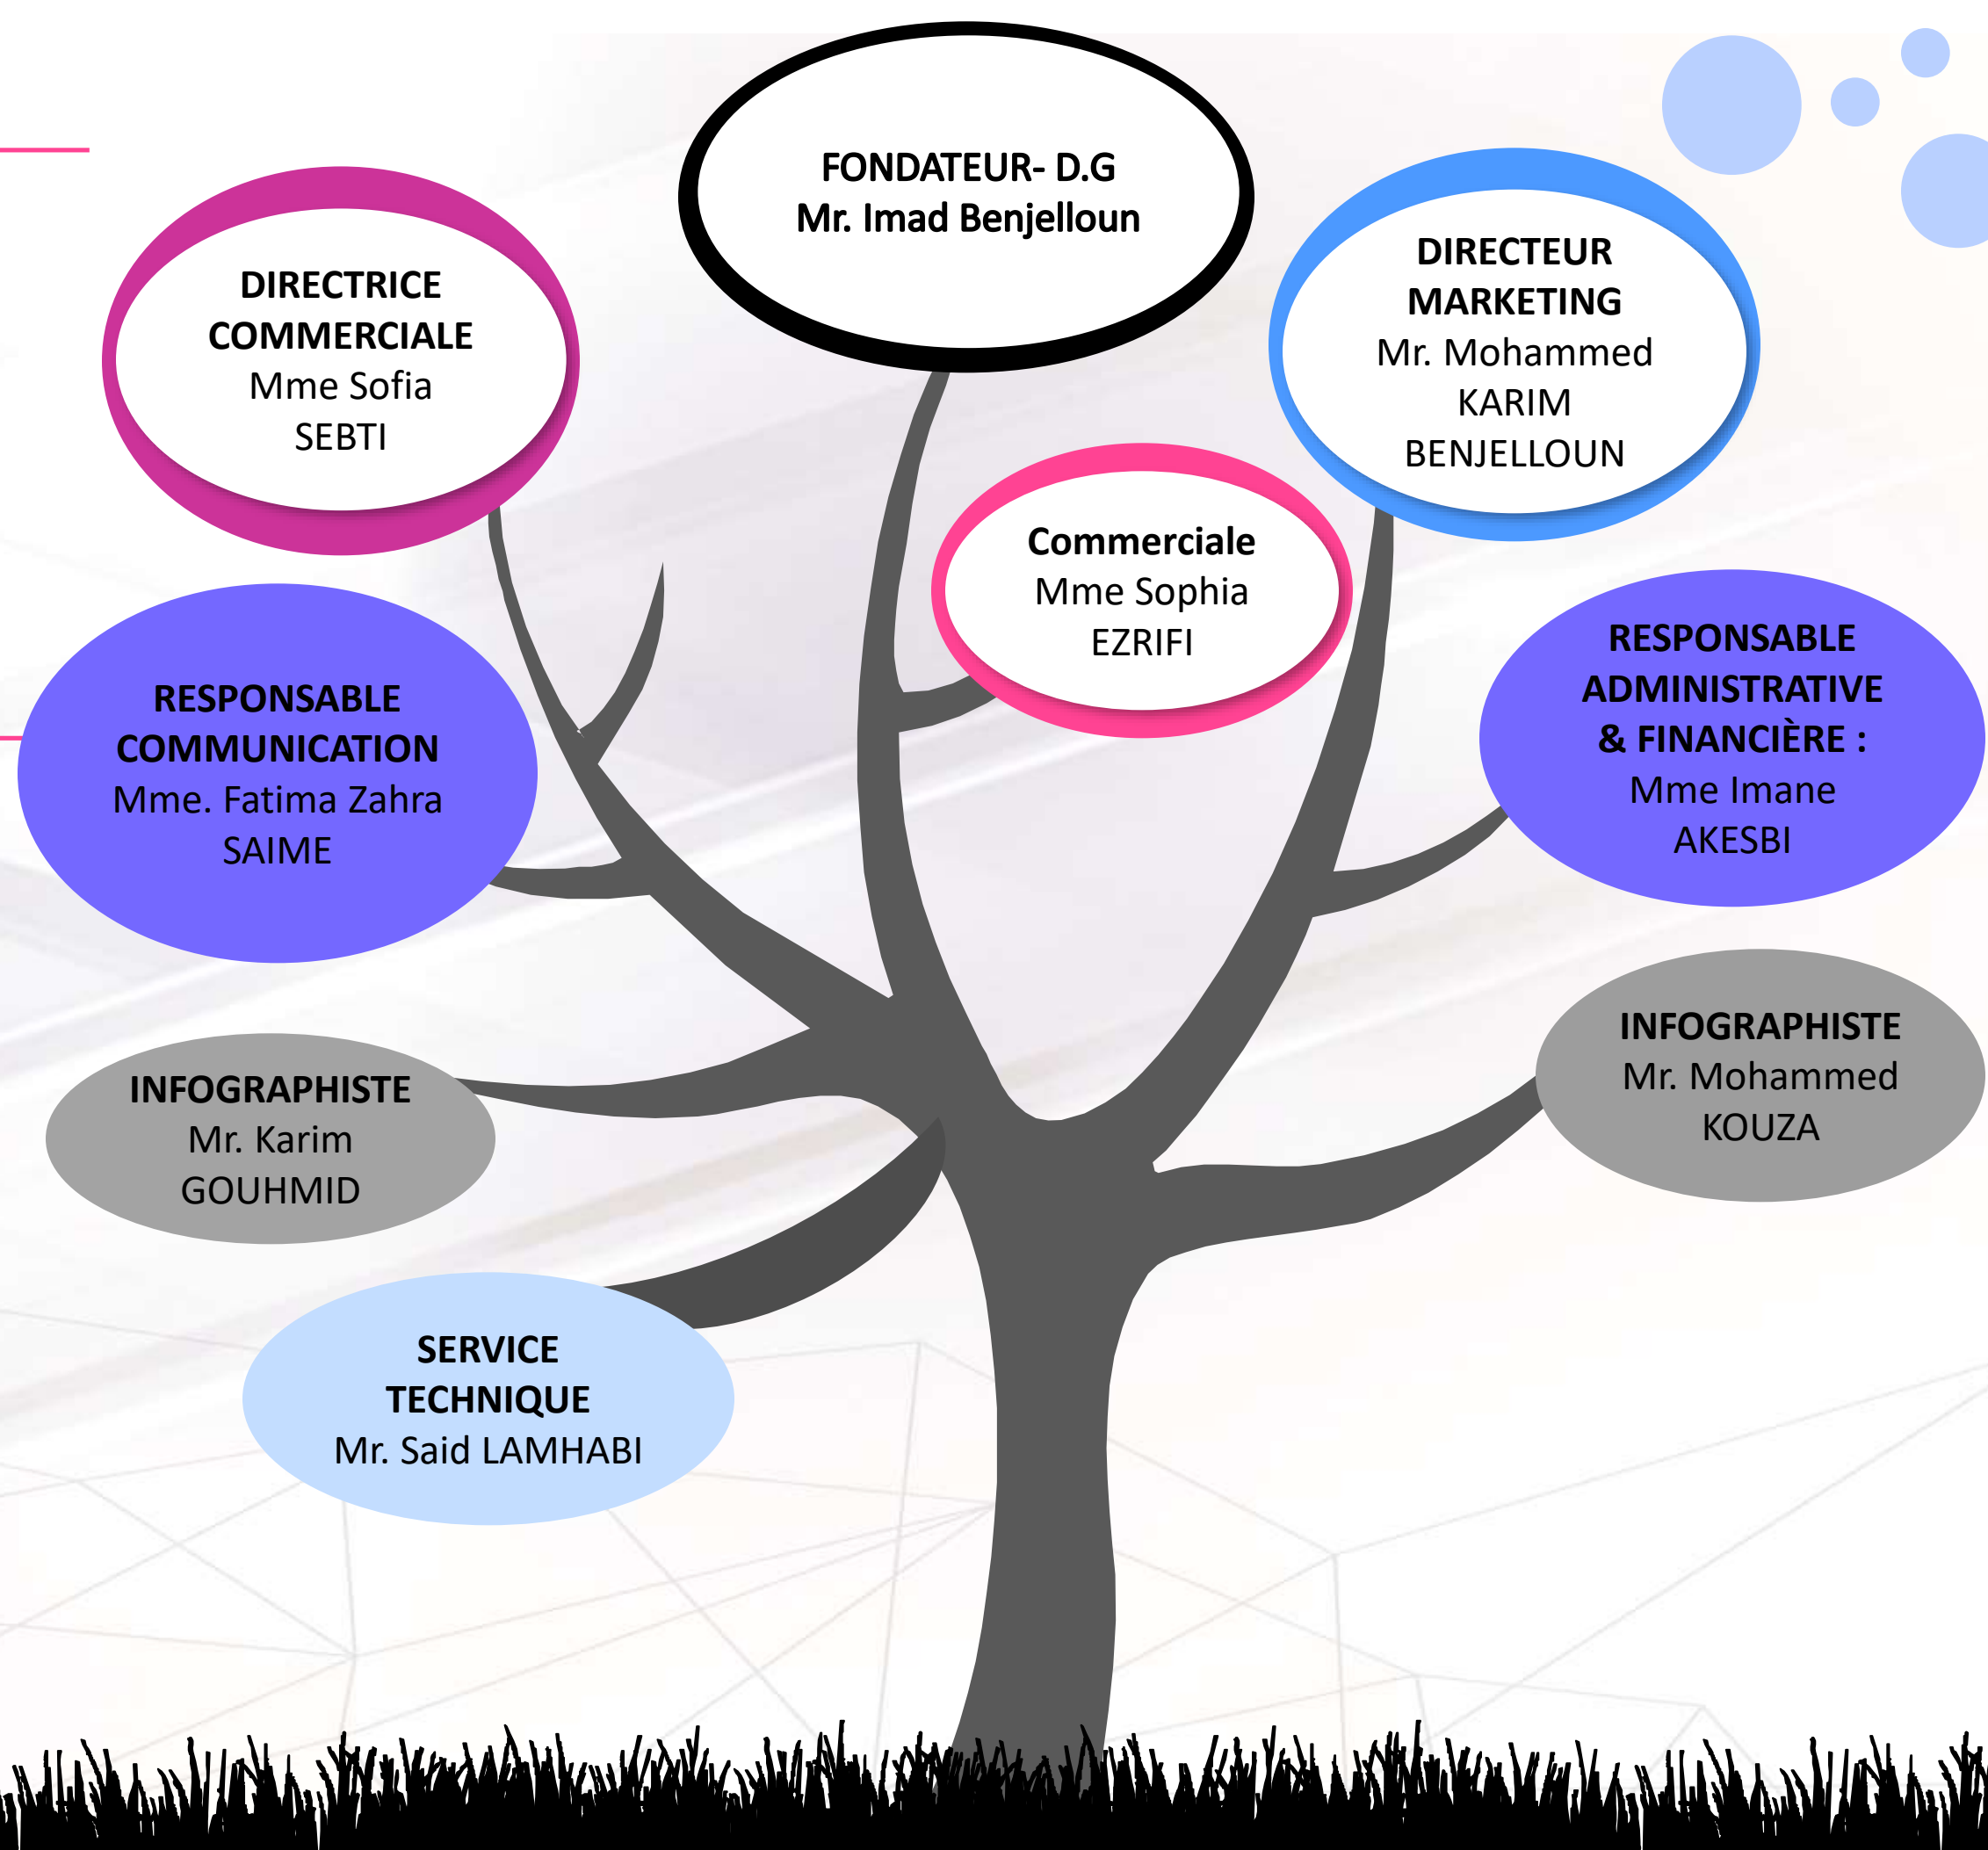 FONDATEUR- D.G
Mr. Imad Benjelloun
DIRECTRICE
COMMERCIALE
Mme Sofia
SEBTI
DIRECTEUR
MARKETING
Mr. Mohammed
KARIM
BENJELLOUN
Commerciale
Mme Sophia
EZRIFI
RESPONSABLE
COMMUNICATION
Mme. Fatima Zahra
SAIME
RESPONSABLE
ADMINISTRATIVE
& FINANCIÈRE :
Mme Imane
AKESBI
INFOGRAPHISTE
Mr. Karim
GOUHMID
INFOGRAPHISTE
Mr. Mohammed
KOUZA
SERVICE
TECHNIQUE
Mr. Said LAMHABI